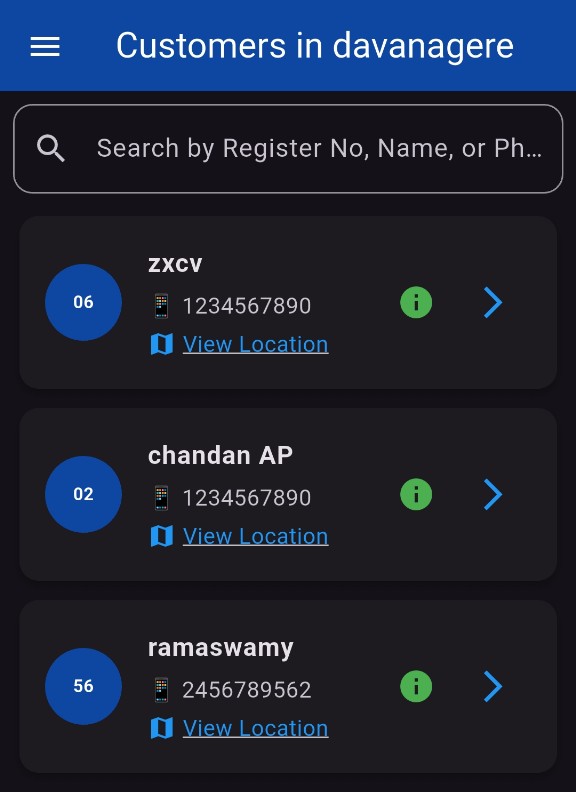 Customers in davanagere
Search by Register No, Name, or Ph...
06
zxcv
1234567890
View Location
02
chandan AP
1234567890
View Location
56
ramaswamy
2456789562
View Location